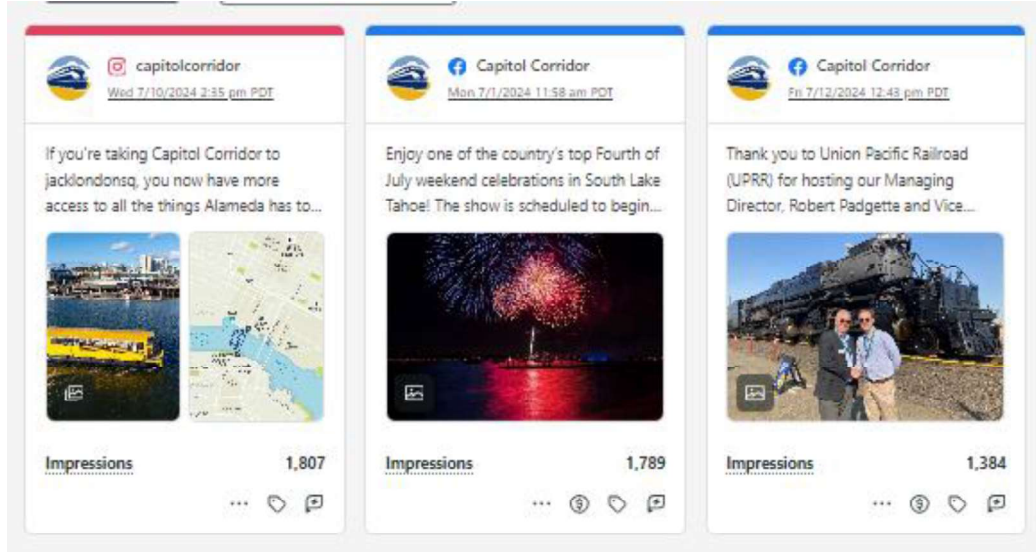 capitolcorridor
Wed 7/10/2024 2:35 pm PDT
If you're taking Capitol Corridor to
jacklondonsq, you now have more
access to all the things Alameda has to...
Impressions 1,807
Capitol Corridor
Mon 7/1/2024 11:58 am PDT
Enjoy one of the country's top Fourth of
July weekend celebrations in South Lake
Tahoe! The show is scheduled to begin...
Impressions 1,789
Capitol Corridor
Fri 7/12/2024 12:43 pm PDT
Thank you to Union Pacific Railroad
(UPRR) for hosting our Managing
Director, Robert Padgette and Vice...
Impressions 1,384